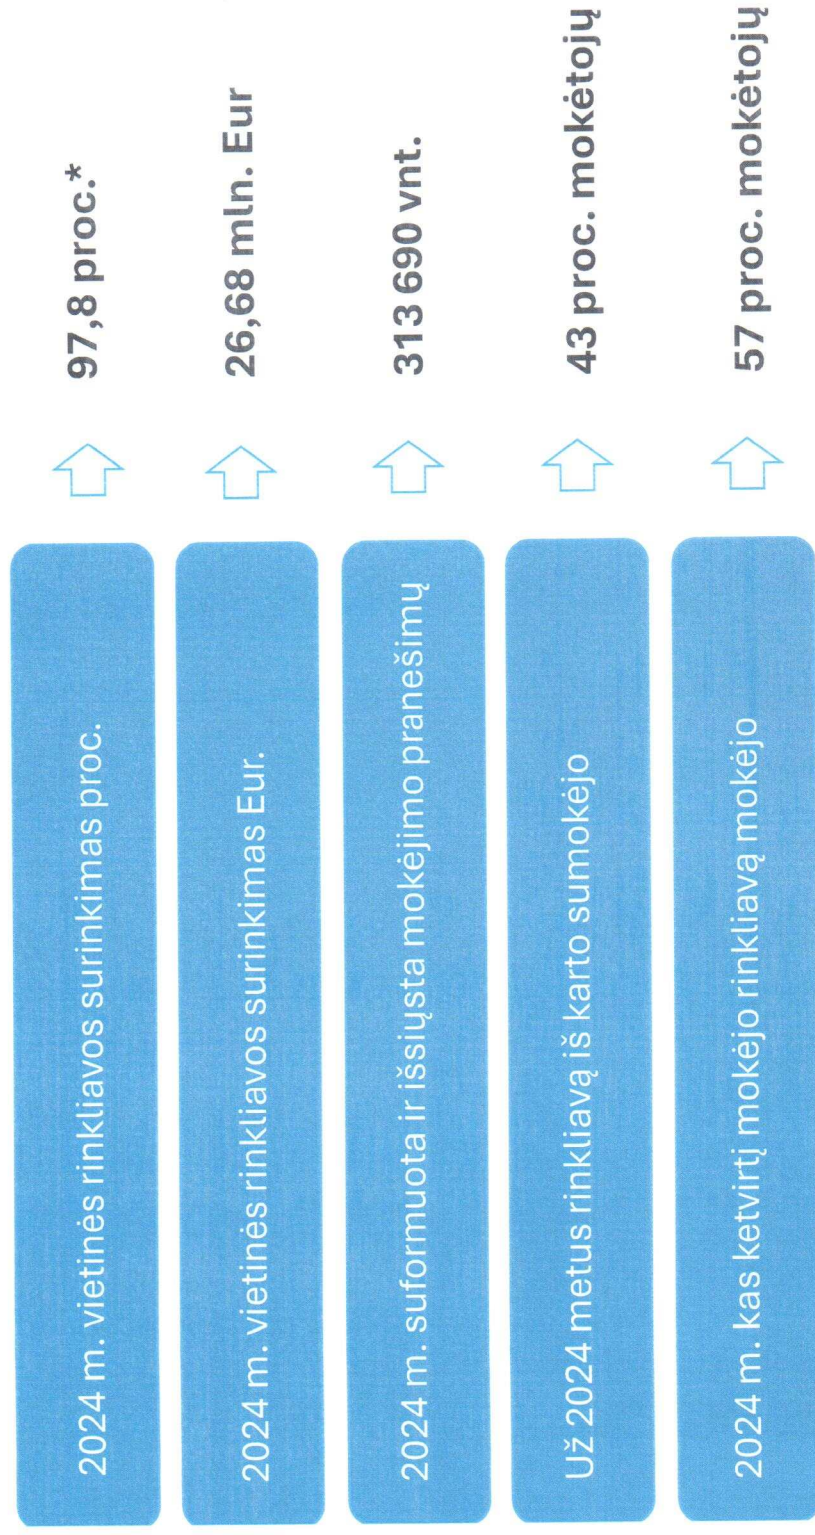 2024 m. vietinės rinkliavos surinkimas proc.
97,8 proc.*
2024 m. vietinės rinkliavos surinkimas Eur.
26,68 mln. Eur
2024 m. suformuota ir išsiųsta mokėjimo pranešimų
313 690 vnt.
Už 2024 metus rinkliavą iš karto sumokėjo
43 proc. mokėtojų
2024 m. kas ketvirtį mokėjo rinkliavą mokėjo
57 proc. mokėtojų